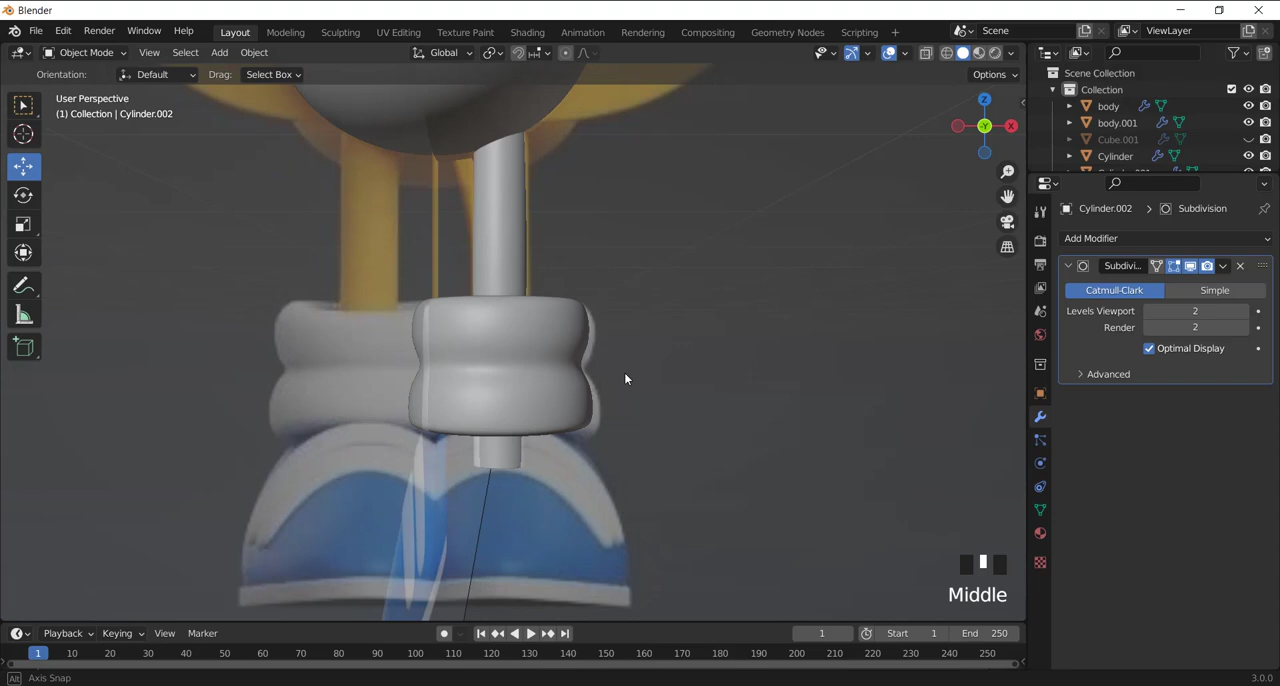 Blender
File Edit Render Window Help Layout Modeling Sculpting UV Editing Texture Paint Shading Animation Rendering Compositing Geometry Nodes Scripting + Scene ViewLayer
Object Mode View Select Add Object Global
Orientation: Default Drag: Select Box Options
User Perspective
(1) Collection | Cylinder.002
Z
-Y
X
Scene Collection
Collection
body
body.001
Cube.001
Cylinder
Cylinder.002 > Subdivision
Add Modifier
Subdivi...
Catmull-Clark Simple
Levels Viewport 2
Render 2
Optimal Display
Advanced
Middle
Playback Keying View Marker 1 Start 1 End 250
1 10 20 30 40 50 60 70 80 90 100 110 120 130 140 150 160 170 180 190 200 210 220 230 240 250
Alt Axis Snap 3.0.0